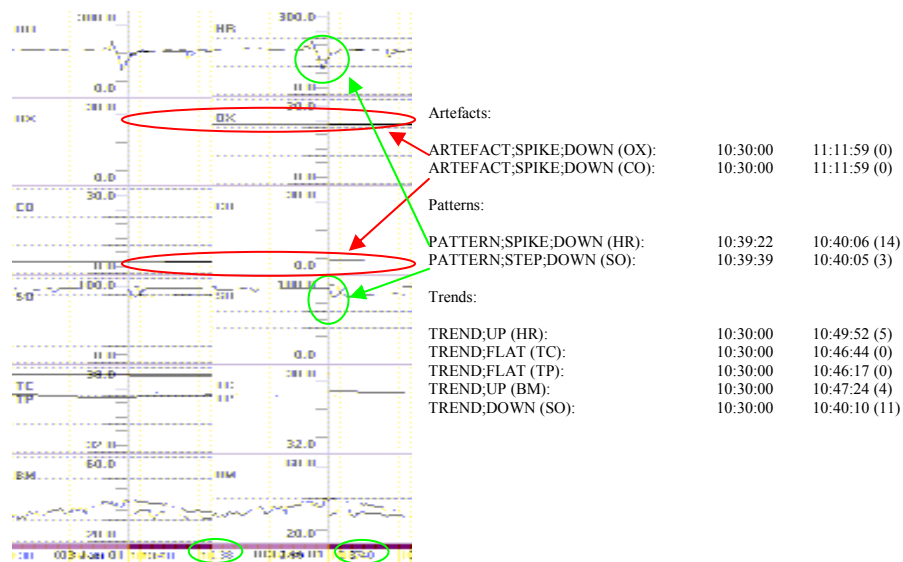 300.0
HR
0.0
OX
0.0
30.0
CO
0.0
100.0
SO
0.0
38.0
TC
TP
32.0
60.0
BM
20.0
Artefacts:
ARTEFACT;SPIKE;DOWN (OX): 10:30:00 11:11:59 (0)
ARTEFACT;SPIKE;DOWN (CO): 10:30:00 11:11:59 (0)
Patterns:
PATTERN;SPIKE;DOWN (HR): 10:39:22 10:40:06 (14)
PATTERN;STEP;DOWN (SO): 10:39:39 10:40:05 (3)
Trends:
TREND;UP (HR): 10:30:00 10:49:52 (5)
TREND;FLAT (TC): 10:30:00 10:46:44 (0)
TREND;FLAT (TP): 10:30:00 10:46:17 (0)
TREND;UP (BM): 10:30:00 10:47:24 (4)
TREND;DOWN (SO): 10:30:00 10:40:10 (11)